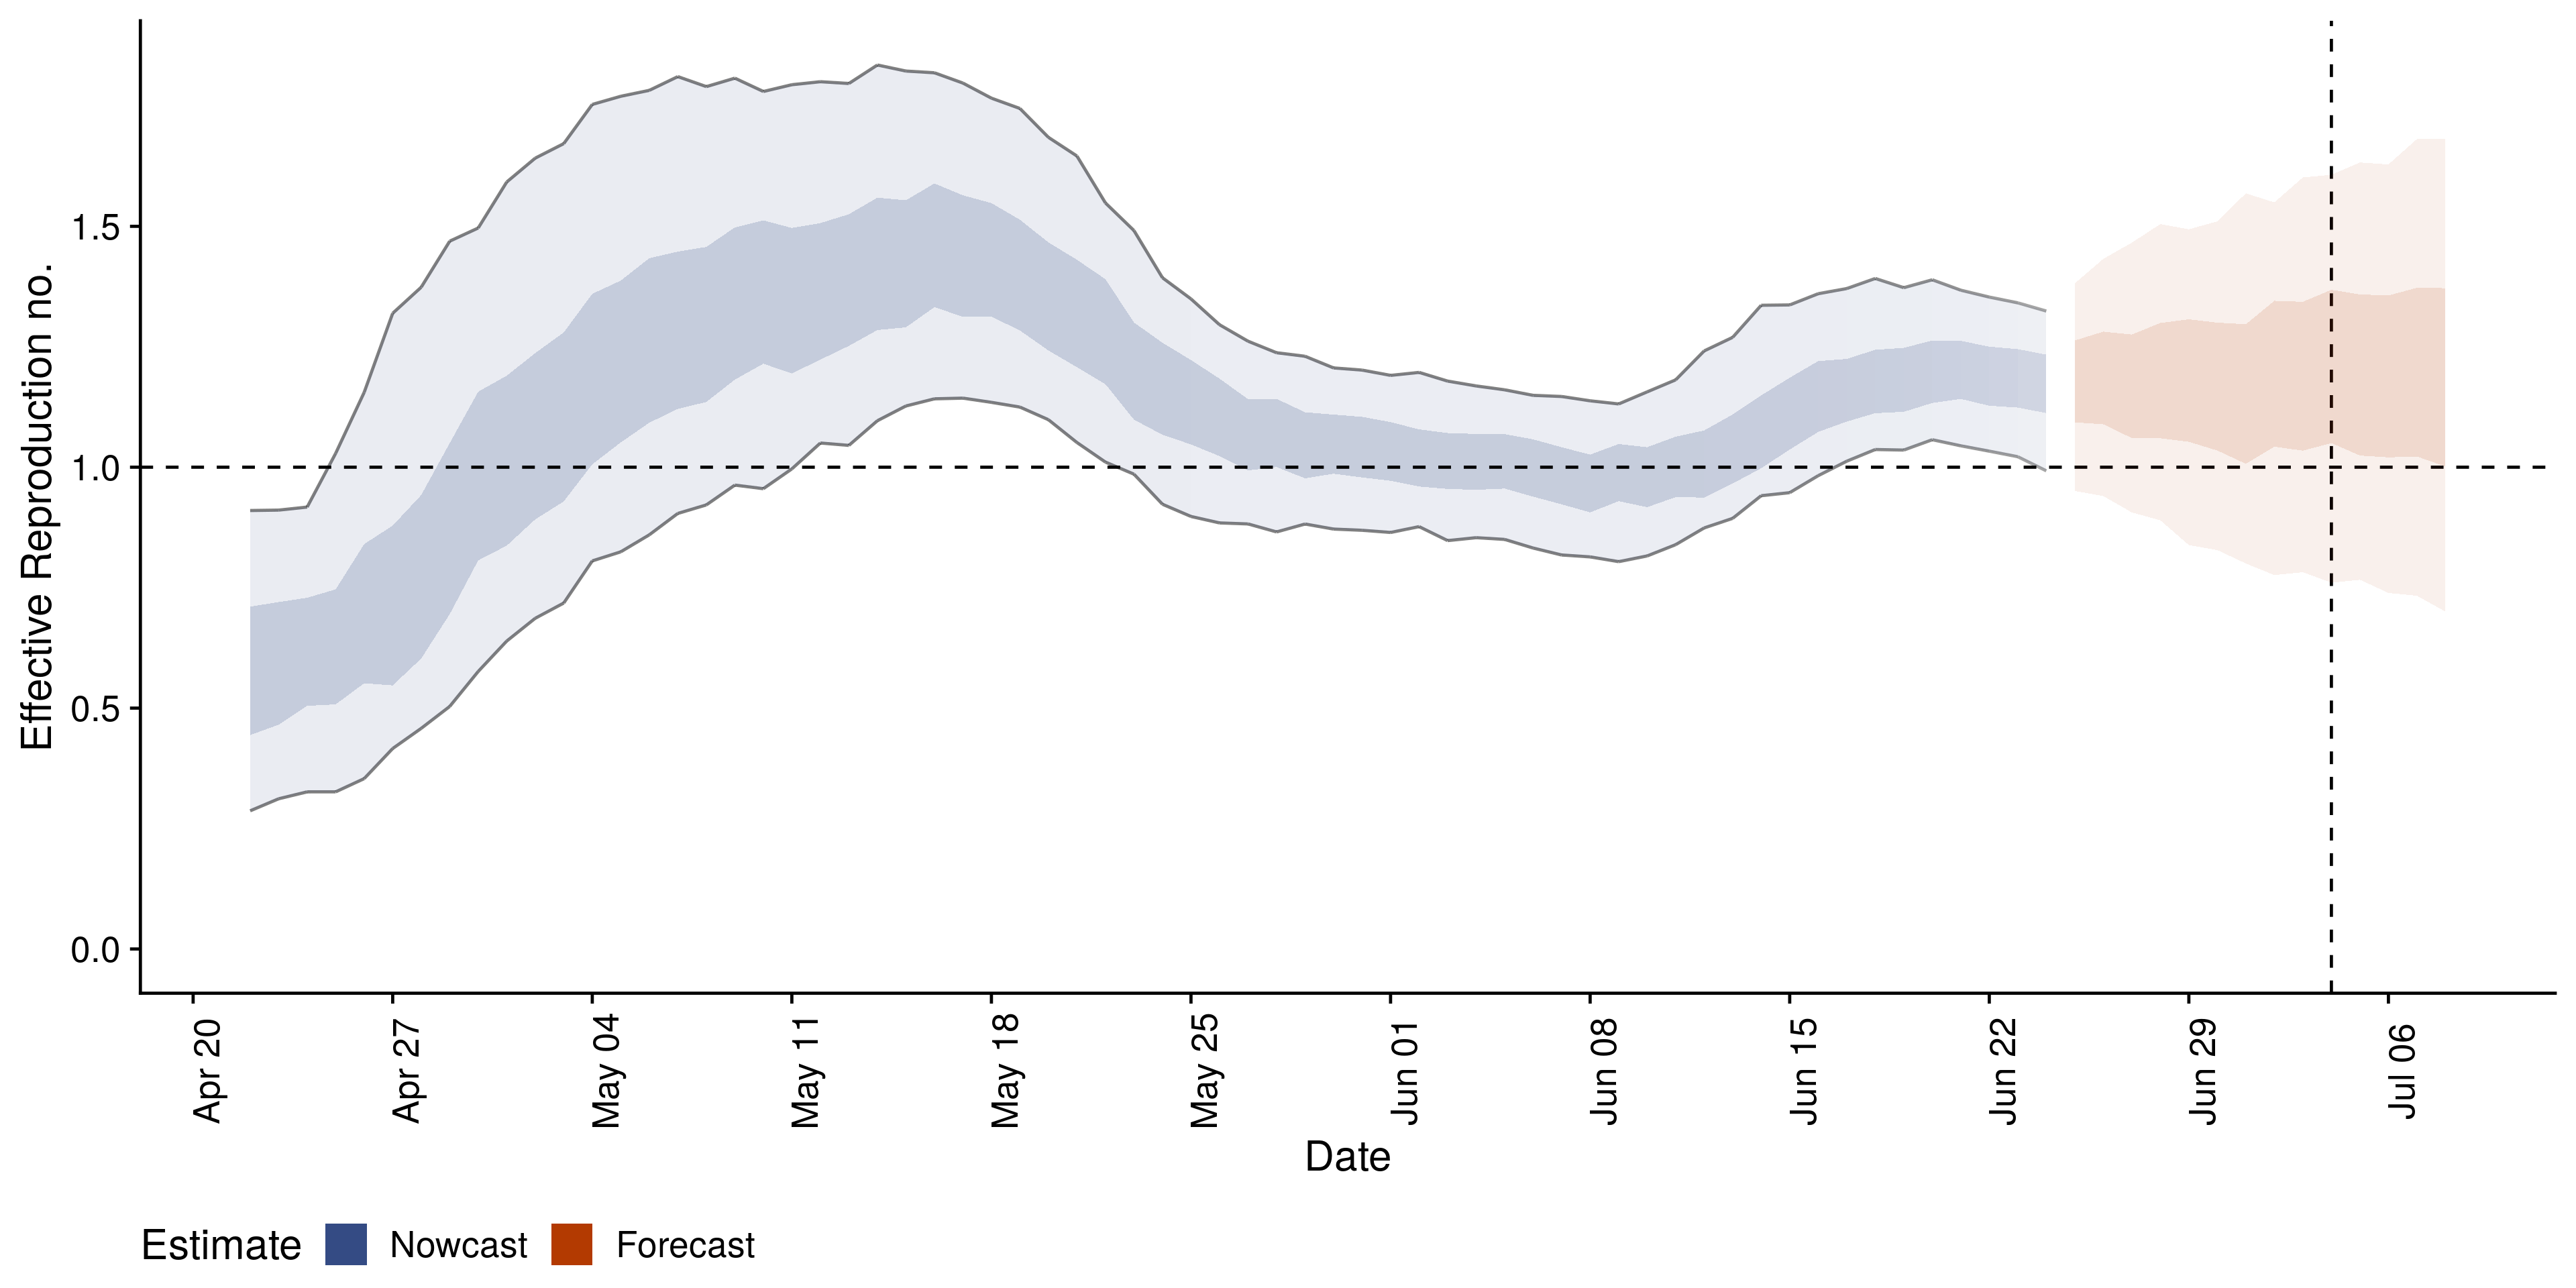 Effective Reproduction no.
1.5
1.0
0.5
0.0
Apr 20
Apr 27
May 04
May 11
May 18
May 25
Jun 01
Jun 08
Jun 15
Jun 22
Jun 29
Jul 06
Date
Estimate Nowcast Forecast